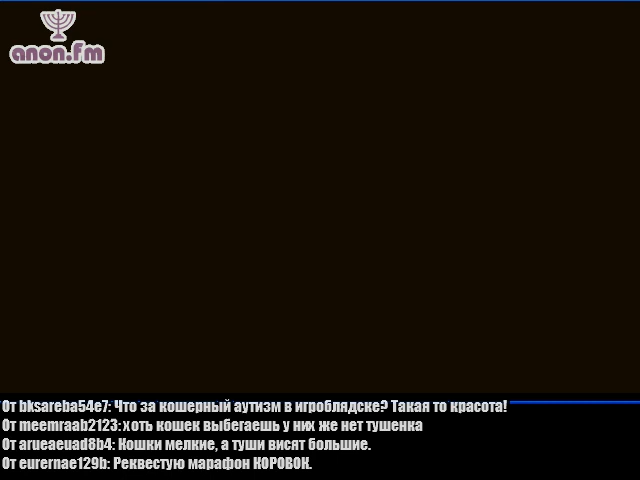 anon.fm
От bksareba54e7: Что за кошерный аутизм в игроблядске? Такая то красота!
От meemraab2123: хоть кошек выбегаешь у них же нет тушенка
От arueaeuad8b4: Кошки мелкие, а туши висят большие.
От eurernae129b: Реквестую марафон КОРОВОК.